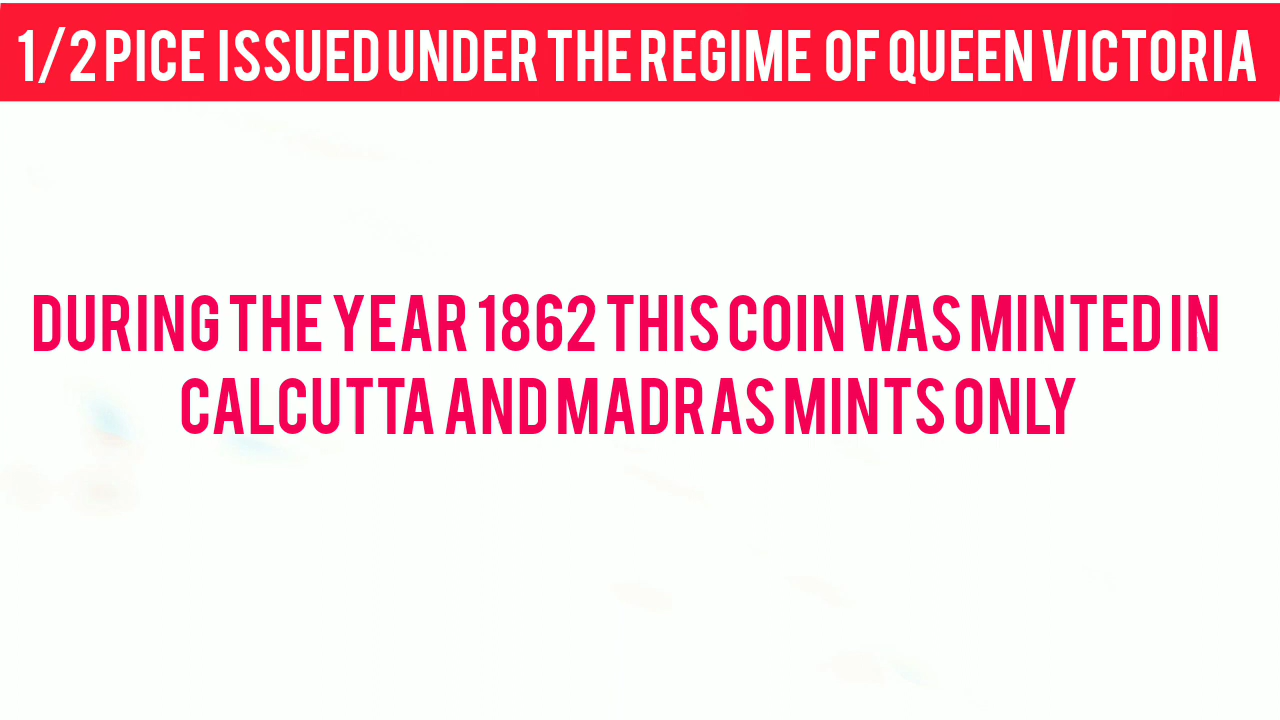 1/2 PICE ISSUED UNDER THE REGIME OF QUEEN VICTORIA
DURING THE YEAR 1862 THIS COIN WAS MINTED IN
CALCUTTA AND MADRAS MINTS ONLY